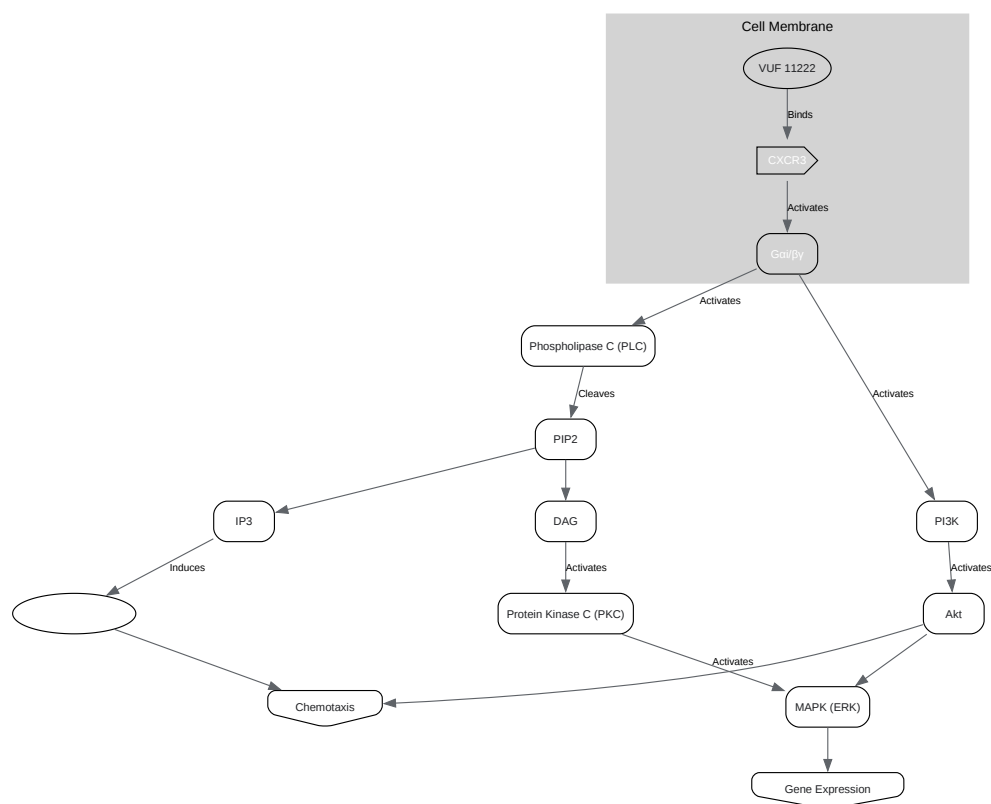 Cell Membrane
VUF 11222
Binds
CXCR3
Activates
Gαi/βγ
Activates
Phospholipase C (PLC)
Cleaves
Activates
PIP2
IP3
DAG
PI3K
Induces
Activates
Activates
Protein Kinase C (PKC)
Akt
Activates
Chemotaxis
MAPK (ERK)
Gene Expression